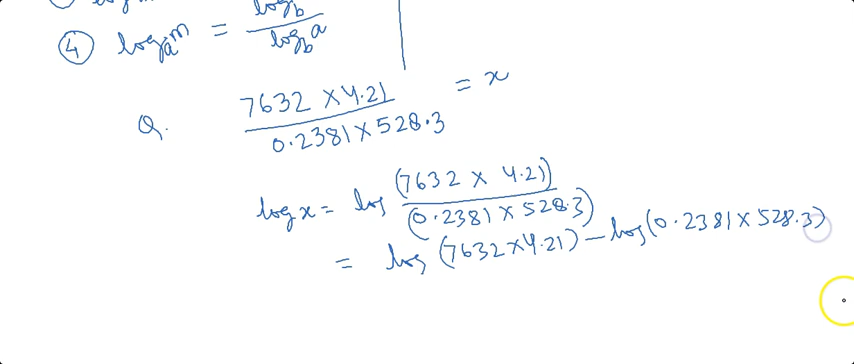 ④ logₐm = log_b / log_b a
Q. 7632 × 4.21 / 0.2381 × 528.3 = x
log x = log (7632 × 4.21) / (0.2381 × 528.3)
= log (7632 × 4.21) − log (0.2381 × 528.3)